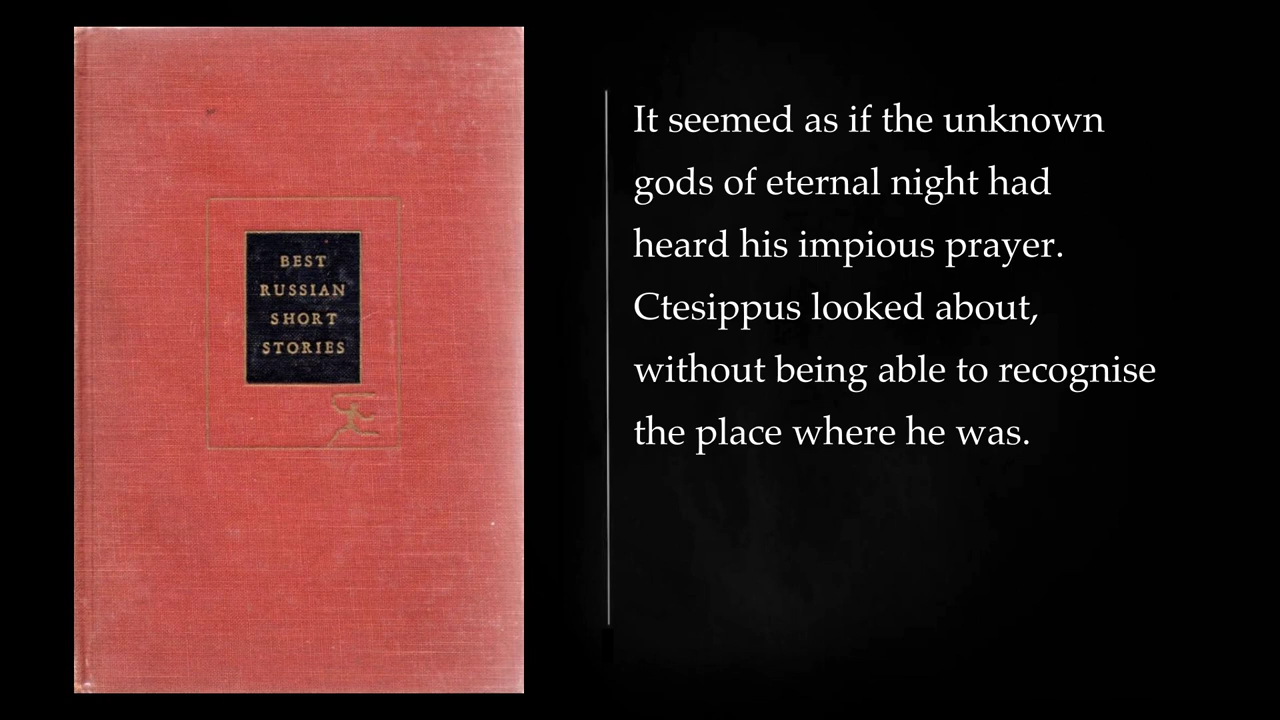 BEST
RUSSIAN
SHORT
STORIES
It seemed as if the unknown
gods of eternal night had
heard his impious prayer.
Ctesippus looked about,
without being able to recognise
the place where he was.